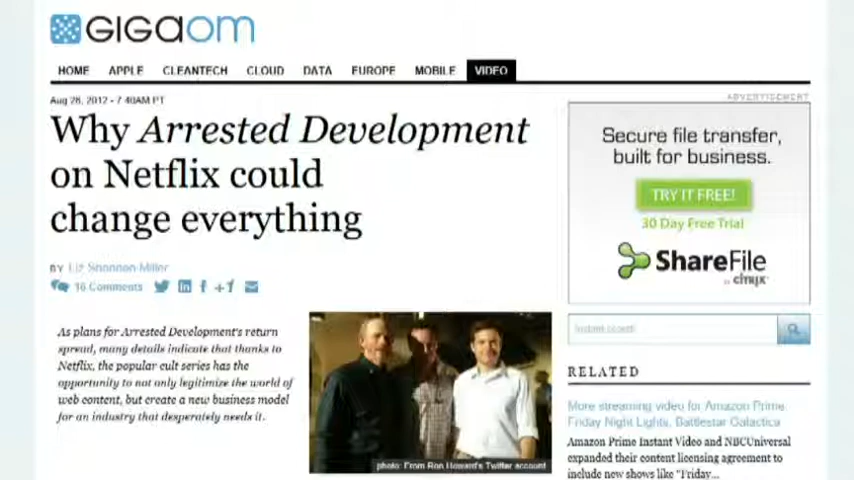 GIGAOM
HOME APPLE CLEANTECH CLOUD DATA EUROPE MOBILE VIDEO
Aug 28, 2012 - 7:40AM PT
Why Arrested Development
on Netflix could
change everything
BY Liz Shannon Miller
16 Comments
As plans for Arrested Development's return
spread, many details indicate that thanks to
Netflix, the popular cult series has the
opportunity to not only legitimize the world of
web content, but create a new business model
for an industry that desperately needs it.
photo: From Ron Howard's Twitter account
ADVERTISEMENT
Secure file transfer,
built for business.
TRY IT FREE!
30 Day Free Trial
ShareFile
by citrix
RELATED
More streaming video for Amazon Prime:
Friday Night Lights, Battlestar Galactica
Amazon Prime Instant Video and NBCUniversal
expanded their content licensing agreement to
include new shows like "Friday...